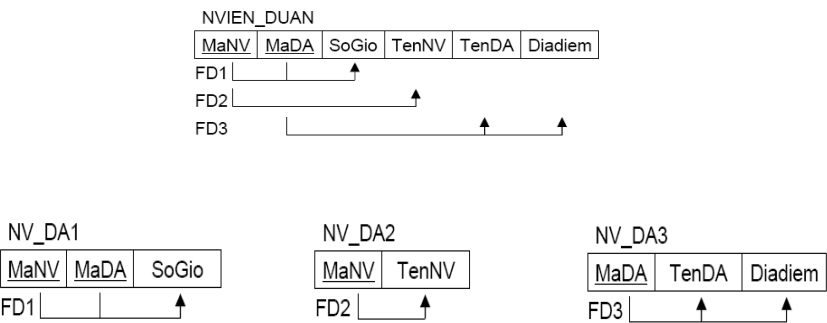 NVIEN_DUAN
MaNV MaDA SoGio TenNV TenDA Diadiem
FD1
FD2
FD3
NV_DA1
MaNV MaDA SoGio
FD1
NV_DA2
MaNV TenNV
FD2
NV_DA3
MaDA TenDA Diadiem
FD3